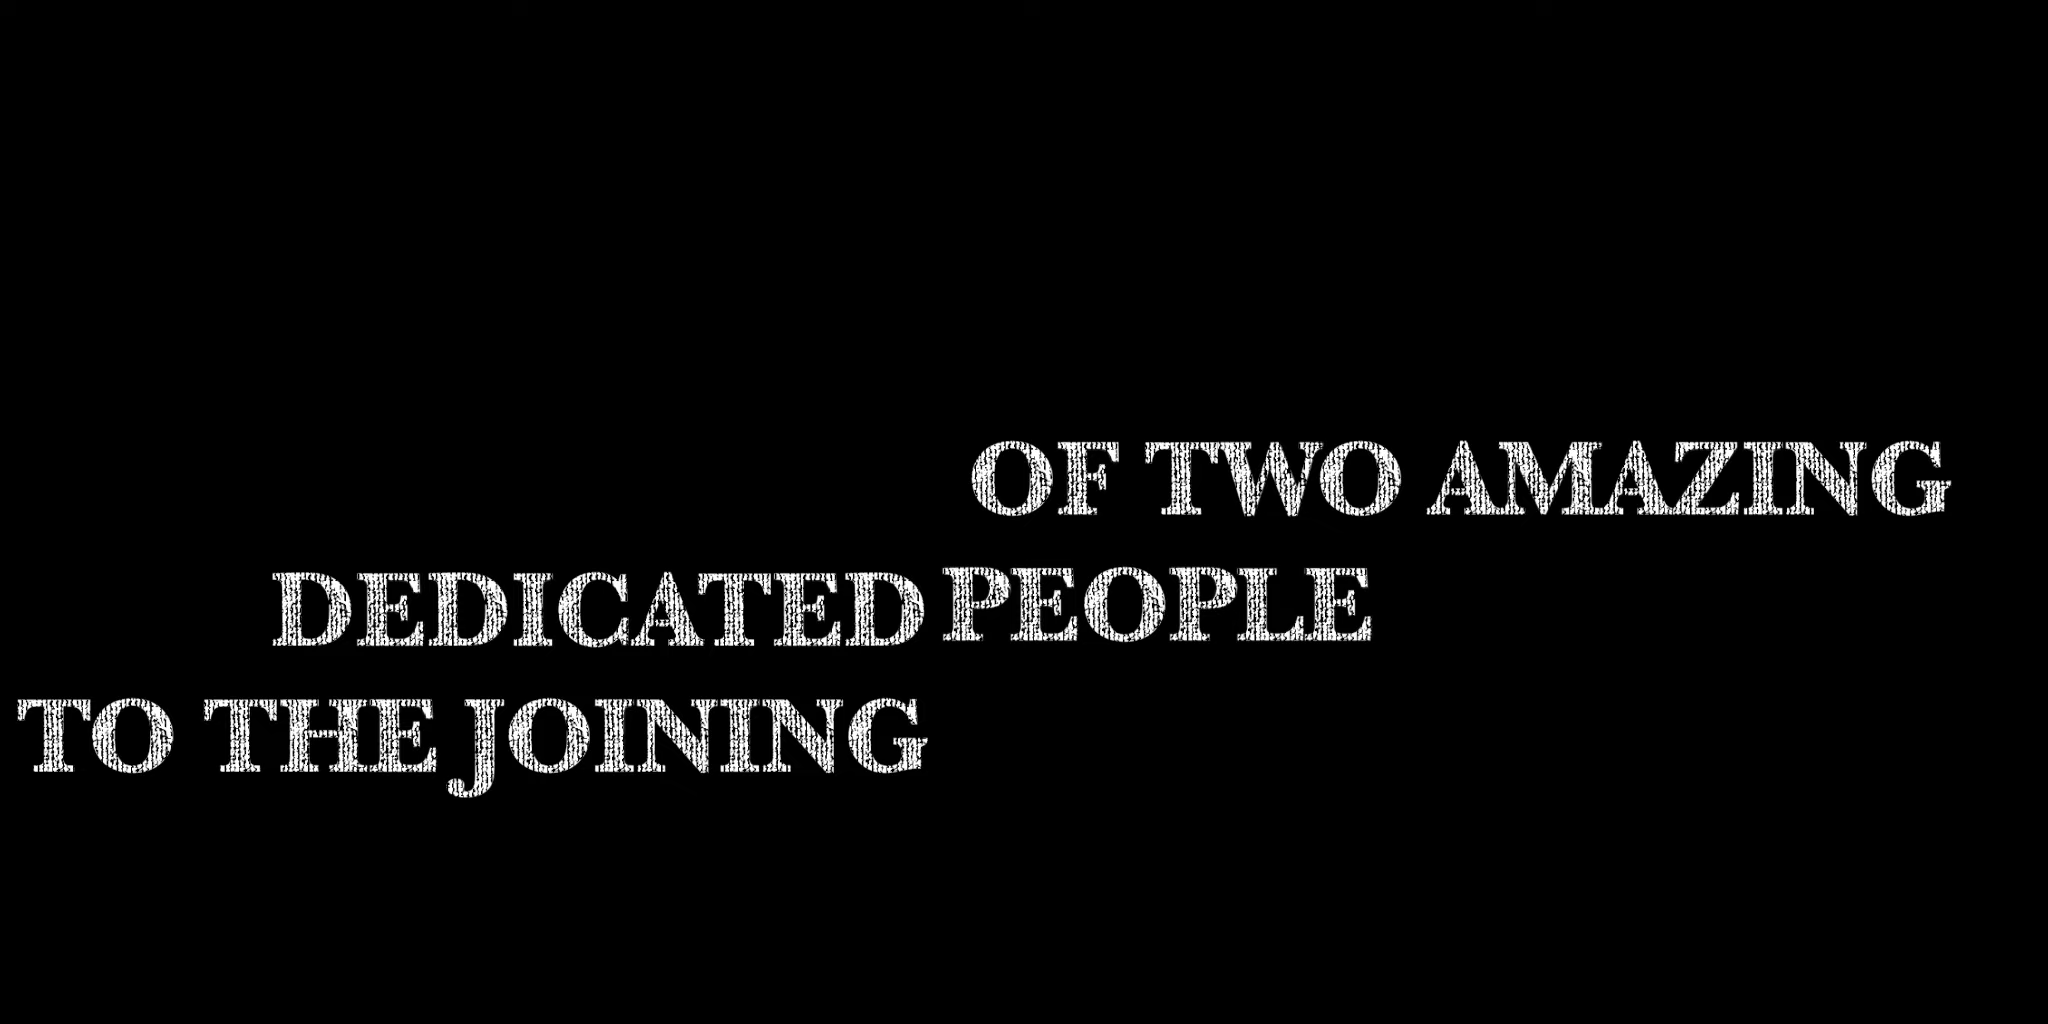 DEDICATED
TO THE JOINING
OF TWO AMAZING
PEOPLE